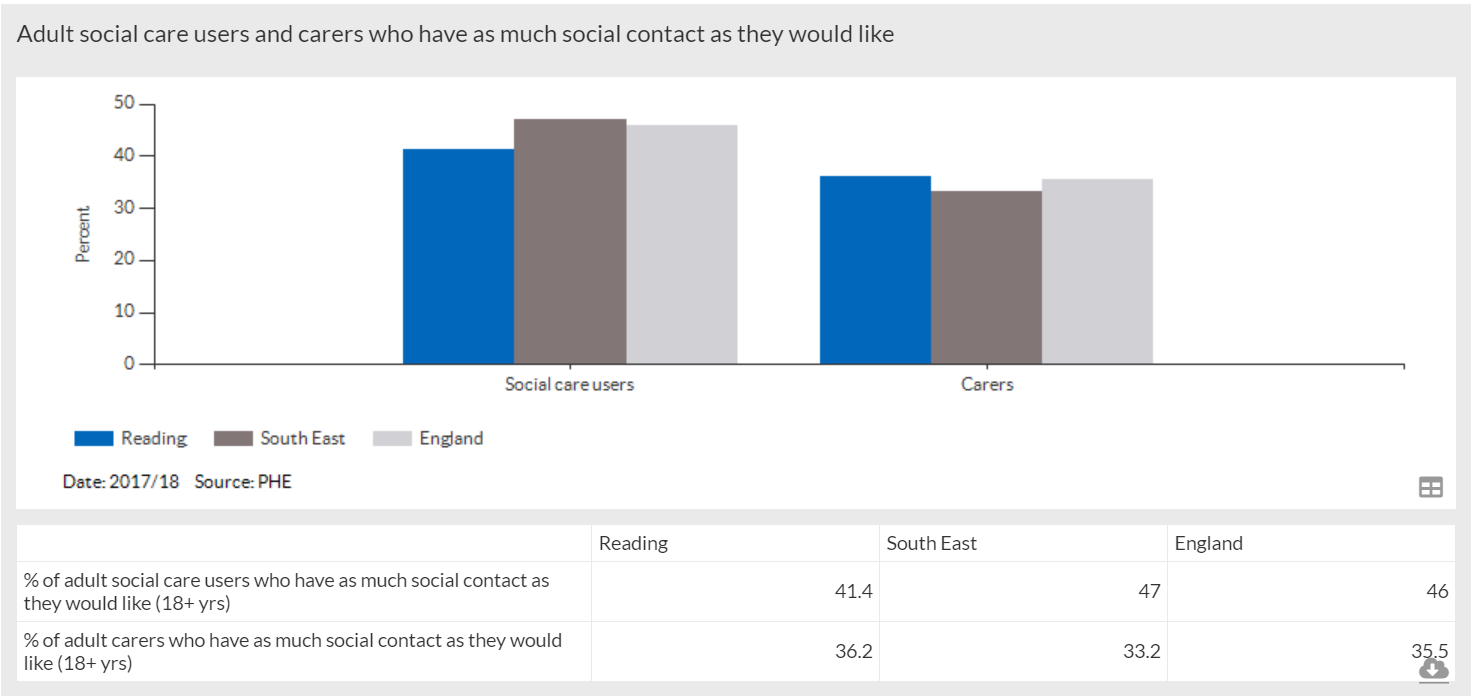 Adult social care users and carers who have as much social contact as they would like
50
40
30
20
10
0
Percent
Social care users
Carers
Reading
South East
England
Date: 2017/18 Source: PHE
Reading
South East
England
% of adult social care users who have as much social contact as
they would like (18+ yrs)
41.4
47
46
% of adult carers who have as much social contact as they would
like (18+ yrs)
36.2
33.2
35.5